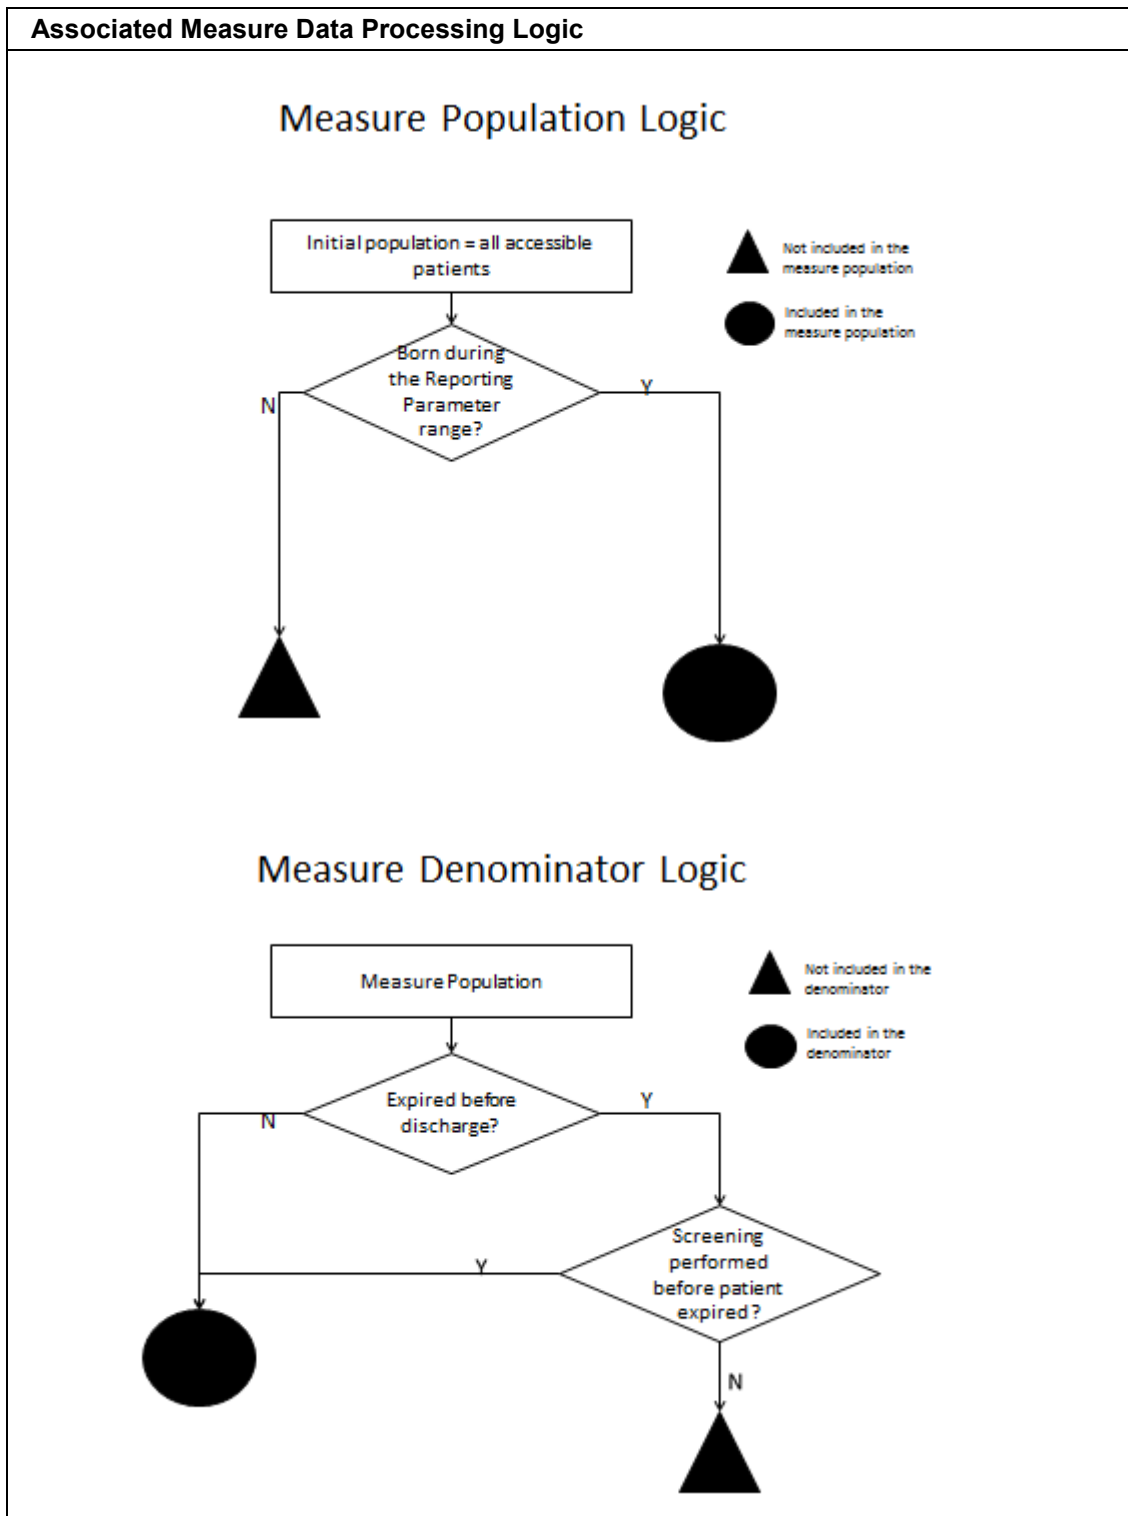 Associated Measure Data Processing Logic
Measure Population Logic
Initial population = all accessible
patients
Not included in the
measure population
Included in the
measure population
Born during
the Reporting
Parameter
range?
N
Y
Measure Denominator Logic
Measure Population
Not included in the
denominator
Included in the
denominator
Expired before
discharge?
N
Y
Screening
performed
before patient
expired?
Y
N